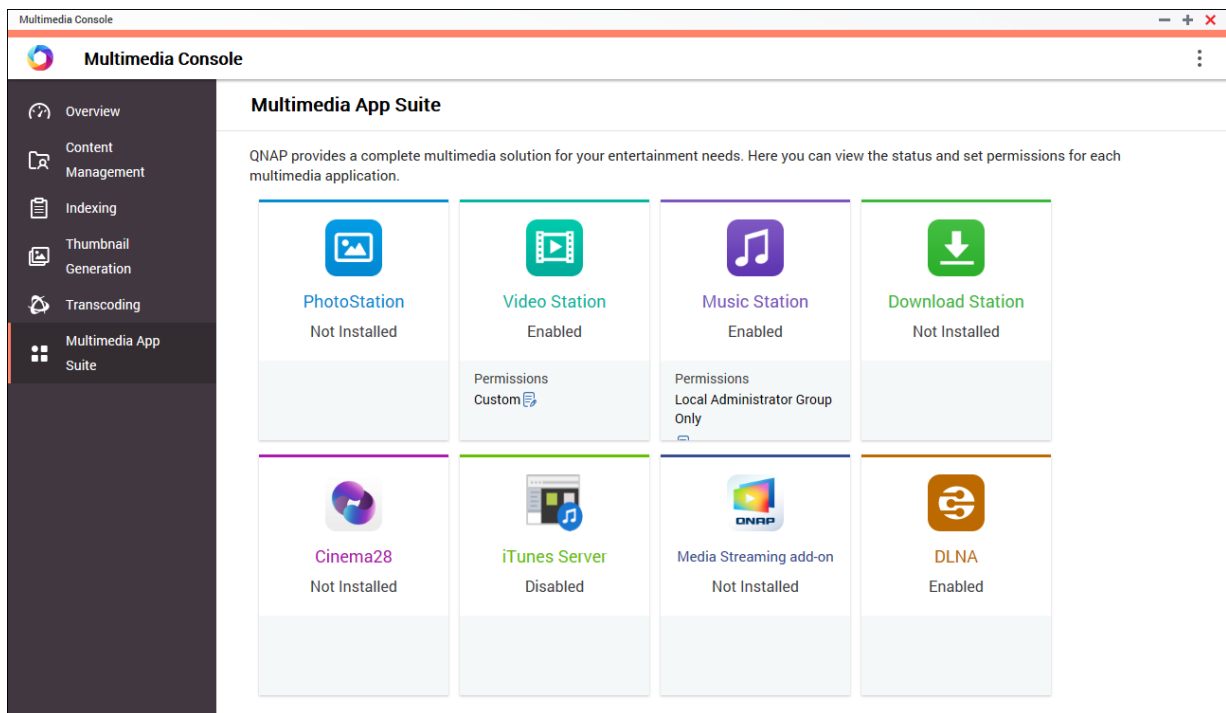 Multimedia Console
Multimedia Console
Overview
Content
Management
Indexing
Thumbnail
Generation
Transcoding
Multimedia App
Suite
Multimedia App Suite
QNAP provides a complete multimedia solution for your entertainment needs. Here you can view the status and set permissions for each
multimedia application.
PhotoStation
Not Installed
Video Station
Enabled
Permissions
Custom
Music Station
Enabled
Permissions
Local Administrator Group
Only
Download Station
Not Installed
Cinema28
Not Installed
iTunes Server
Disabled
QNAP
Media Streaming add-on
Not Installed
DLNA
Enabled